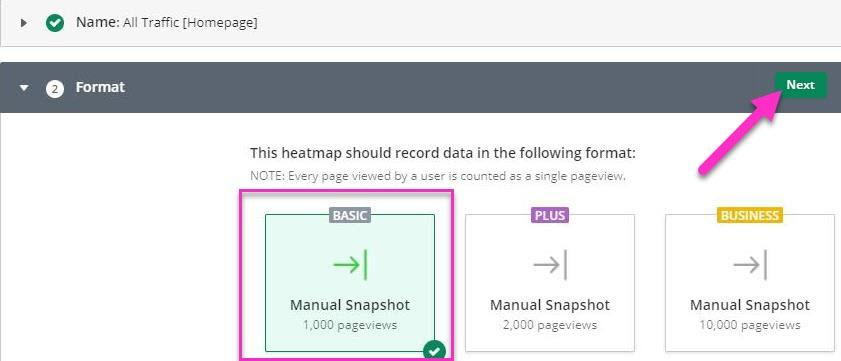 Name: All Traffic [Homepage]
2 Format
Next
This heatmap should record data in the following format:
NOTE: Every page viewed by a user is counted as a single pageview.
BASIC
Manual Snapshot
1,000 pageviews
PLUS
Manual Snapshot
2,000 pageviews
BUSINESS
Manual Snapshot
10,000 pageviews